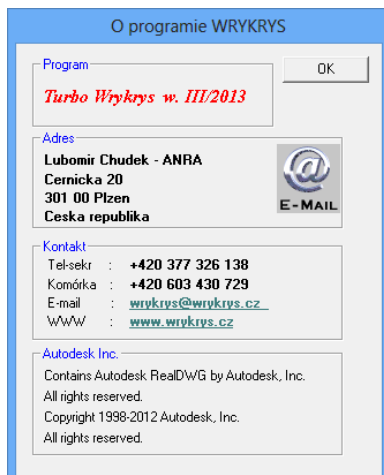 O programie WRYKRYS
Program
OK
Turbo Wrykrys w. III/2013
Adres
Lubomir Chudek - ANRA
Cernicka 20
301 00 Plzen
Ceska republika
E-MAIL
Kontakt
Tel-sekr : +420 377 326 138
Komórka : +420 603 430 729
E-mail : wrykrys@wrykrys.cz
WWW : www.wrykrys.cz
Autodesk Inc.
Contains Autodesk RealDWG by Autodesk, Inc.
All rights reserved.
Copyright 1998-2012 Autodesk, Inc.
All rights reserved.